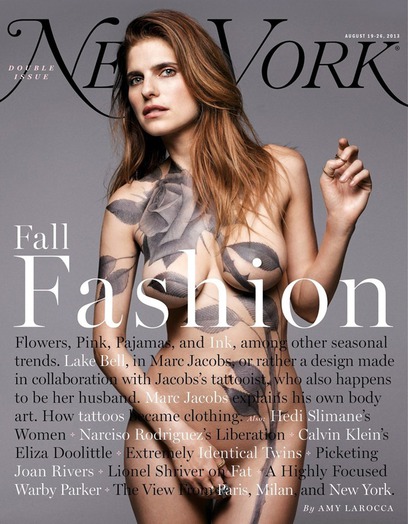 AUGUST 19-26, 2013
NEW YORK®
DOUBLE
ISSUE
Fall
Fashion
Flowers, Pink, Pajamas, and Ink, among other seasonal
trends. Lake Bell, in Marc Jacobs, or rather a design made
in collaboration with Jacobs's tattooist, who also happens
to be her husband. Marc Jacobs explains his own body
art. How tattoos became clothing. Also: Hedi Slimane's
Women + Narciso Rodriguez's Liberation + Calvin Klein's
Eliza Doolittle + Extremely Identical Twins + Picketing
Joan Rivers + Lionel Shriver on Fat + A Highly Focused
Warby Parker + The View From Paris, Milan, and New York.
By AMY LAROCCA